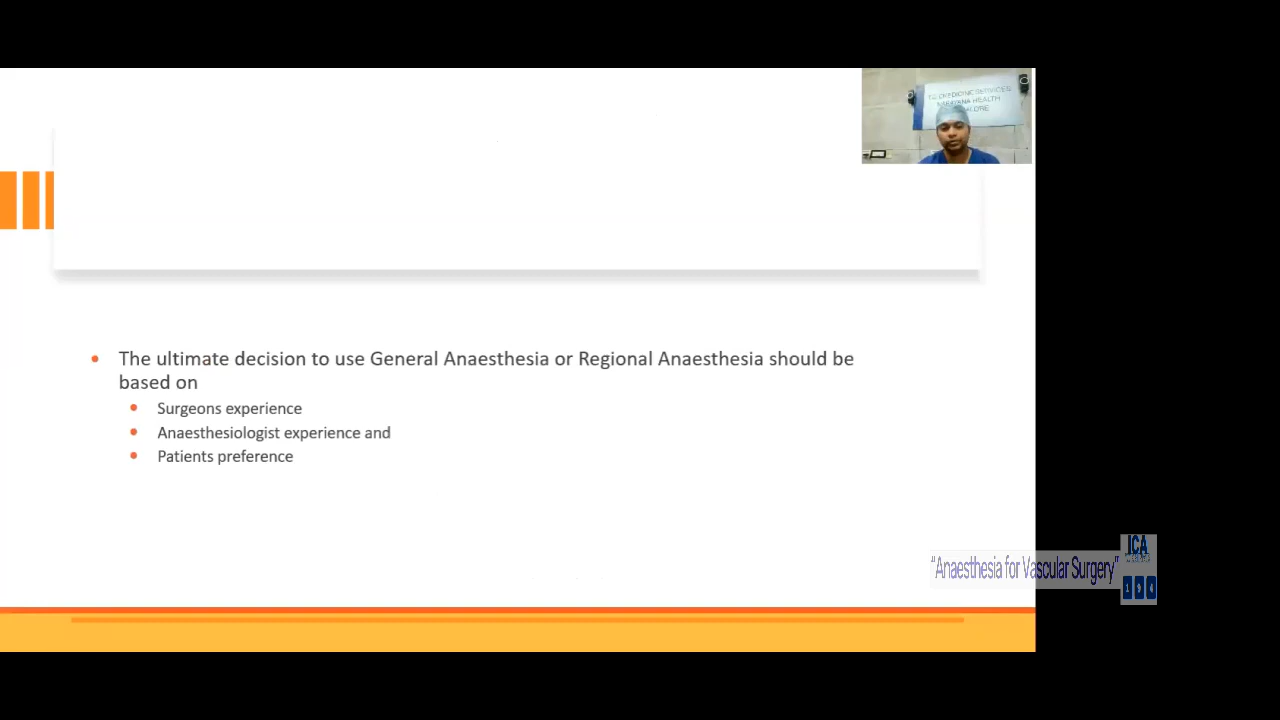 HEALTH
The ultimate decision to use General Anaesthesia or Regional Anaesthesia should be
based on
Surgeons experience
Anaesthesiologist experience and
Patients preference
"Anaesthesia for Vascular Surgery"
ICA